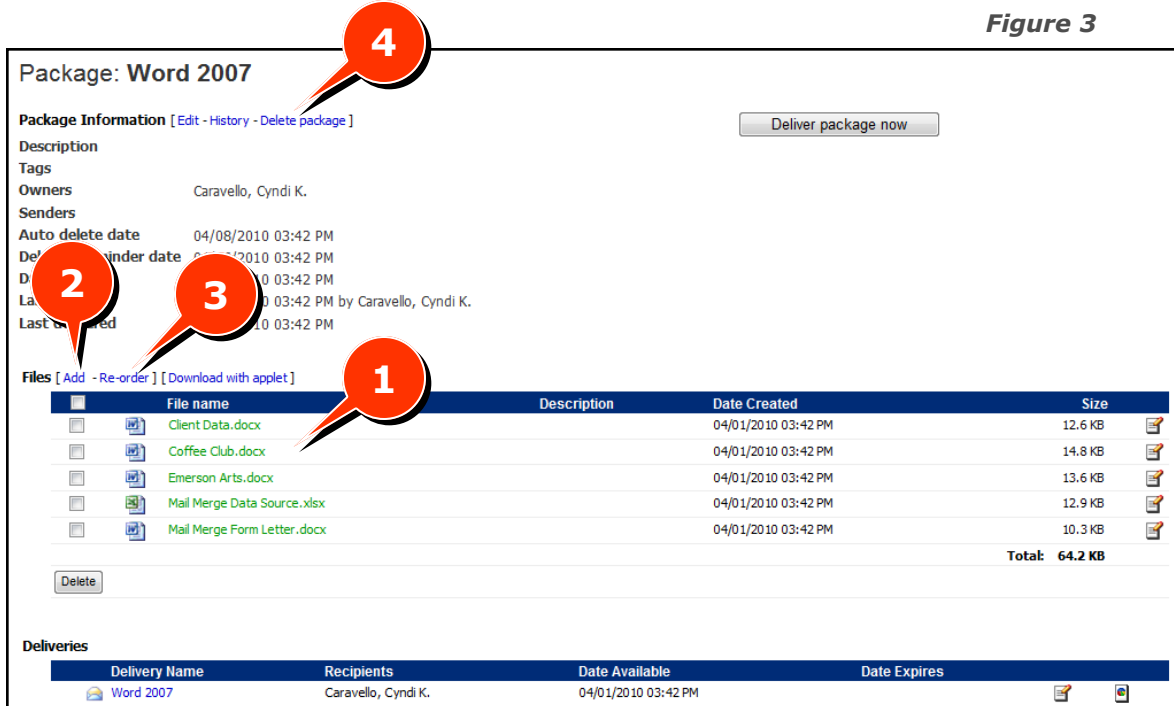 Figure 3
4
Package: Word 2007
Package Information [ Edit - History - Delete package ]
Deliver package now
Description
Tags
Owners Caravello, Cyndi K.
Senders
Auto delete date 04/08/2010 03:42 PM
date 2010 03:42 PM
03:42 PM
03:42 PM by Caravello, Cyndi K.
Last 03:42 PM
2
3
1
Files [ Add - Re-order ] [ Download with applet ]
File name Description Date Created Size
Client Data.docx 04/01/2010 03:42 PM 12.6 KB
Coffee Club.docx 04/01/2010 03:42 PM 14.8 KB
Emerson Arts.docx 04/01/2010 03:42 PM 13.6 KB
Mail Merge Data Source.xlsx 04/01/2010 03:42 PM 12.9 KB
Mail Merge Form Letter.docx 04/01/2010 03:42 PM 10.3 KB
Total: 64.2 KB
Delete
Deliveries
Delivery Name Recipients Date Available Date Expires
Word 2007 Caravello, Cyndi K. 04/01/2010 03:42 PM